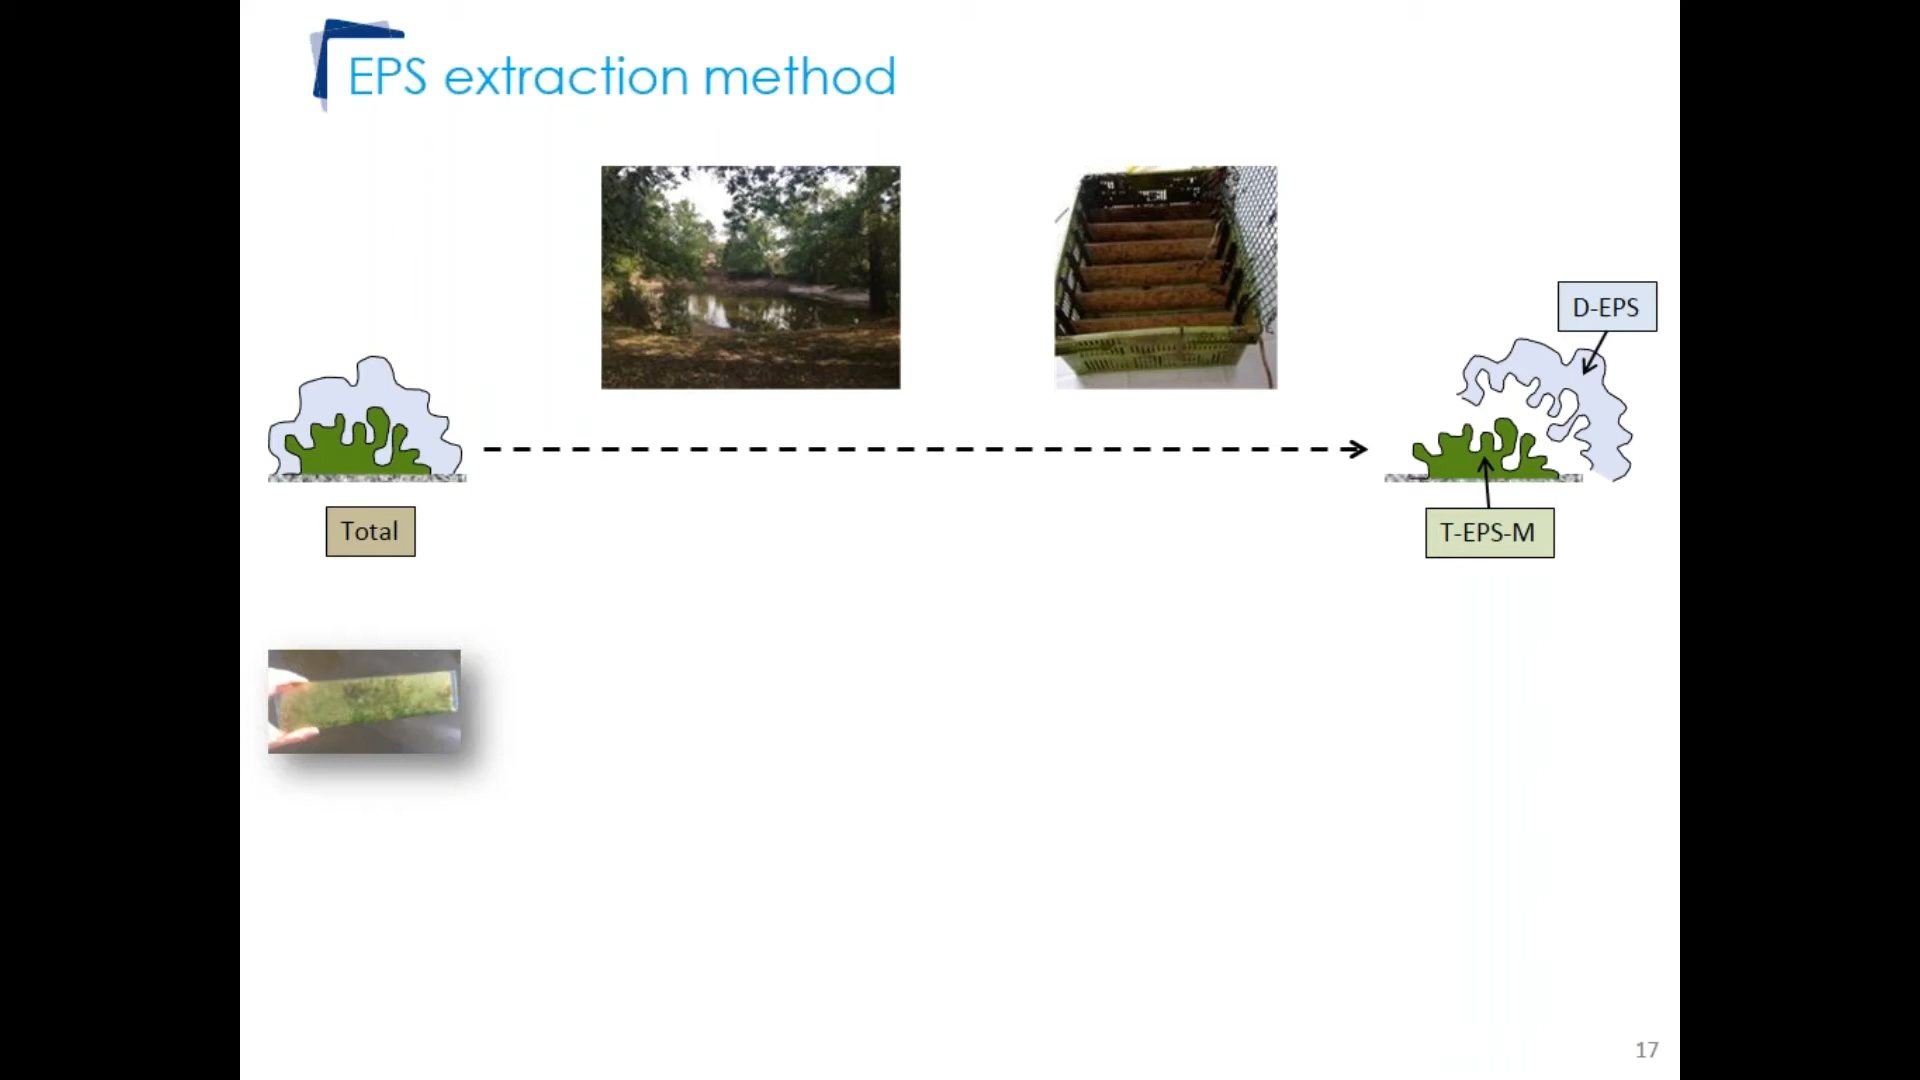 EPS extraction method
D-EPS
Total
T-EPS-M
17